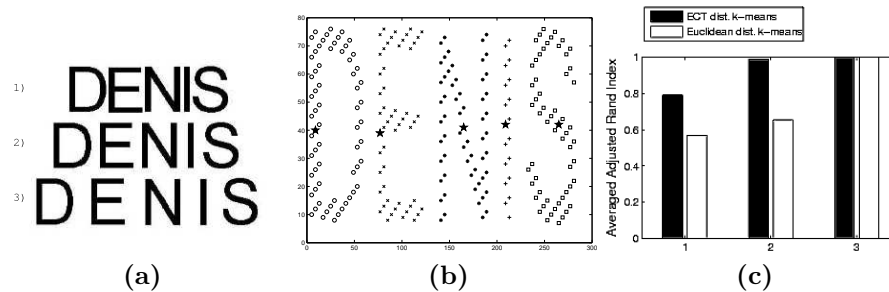 1) DENIS
2) DENIS
3) DENIS
(a)
80
70
60
50
40
30
20
10
0
0 50 100 150 200 250 300
(b)
ECT dist. k-means
Euclidean dist. k-means
Averaged Adjusted Rand Index
1
0.8
0.6
0.4
0.2
0
1 2 3
(c)